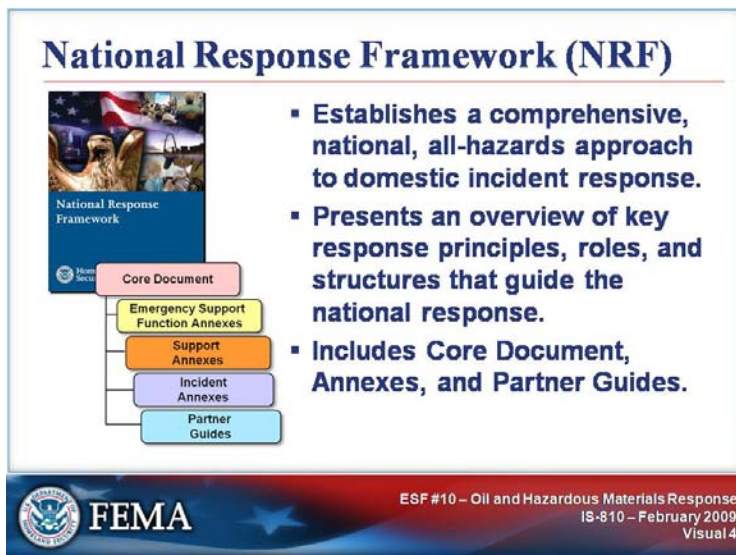 National Response Framework (NRF)
National Response
Framework
Core Document
Emergency Support
Function Annexes
Support
Annexes
Incident
Annexes
Partner
Guides
▪ Establishes a comprehensive,
national, all-hazards approach
to domestic incident response.
▪ Presents an overview of key
response principles, roles, and
structures that guide the
national response.
▪ Includes Core Document,
Annexes, and Partner Guides.
FEMA
ESF #10 – Oil and Hazardous Materials Response
IS-810 – February 2009
Visual 4